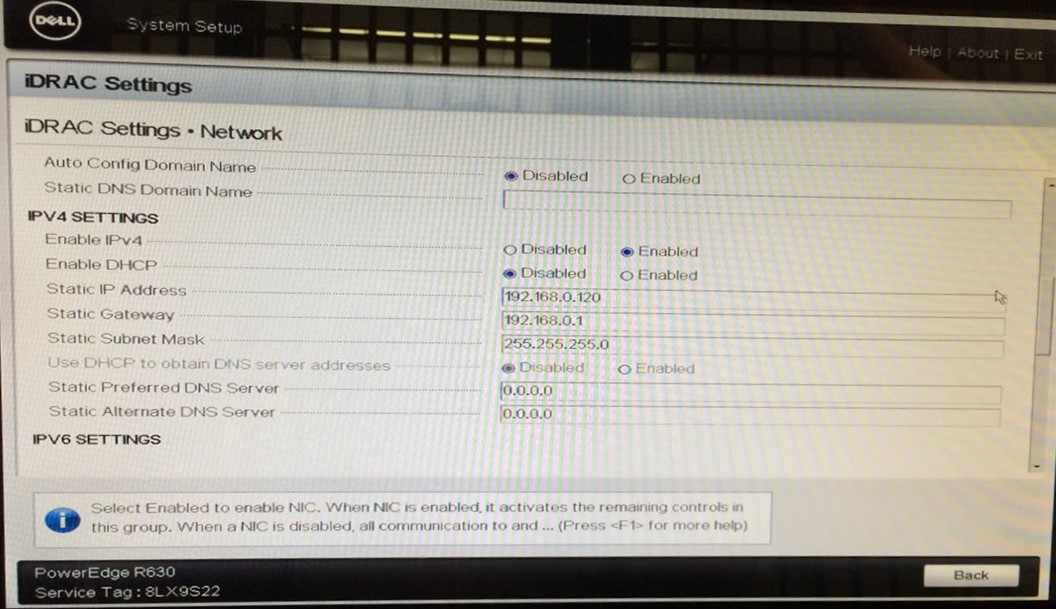 DELL
System Setup
Help | About | Exit
iDRAC Settings
iDRAC Settings • Network
Auto Config Domain Name Disabled Enabled
Static DNS Domain Name
IPV4 SETTINGS
Enable IPv4 Disabled Enabled
Enable DHCP Disabled Enabled
Static IP Address 192.168.0.120
Static Gateway 192.168.0.1
Static Subnet Mask 255.255.255.0
Use DHCP to obtain DNS server addresses Disabled Enabled
Static Preferred DNS Server 0.0.0.0
Static Alternate DNS Server 0.0.0.0
IPV6 SETTINGS
Select Enabled to enable NIC. When NIC is enabled, it activates the remaining controls in
this group. When a NIC is disabled, all communication to and ... (Press <F1> for more help)
PowerEdge R630
Service Tag : 8LX9S22
Back